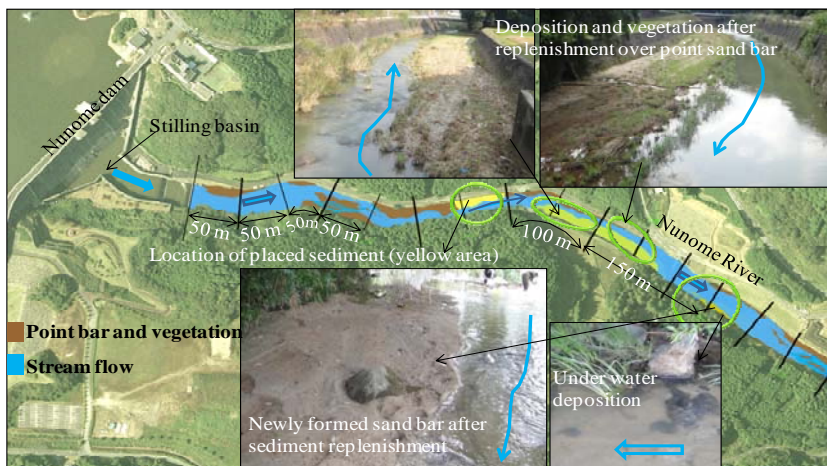 Deposition and vegetation after
replenishment over point sand bar
Nunome dam
Stilling basin
50 m
50 m
50m
50 m
100 m
150 m
Nunome River
Location of placed sediment (yellow area)
Point bar and vegetation
Stream flow
Newly formed sand bar after
sediment replenishment
Under water
deposition